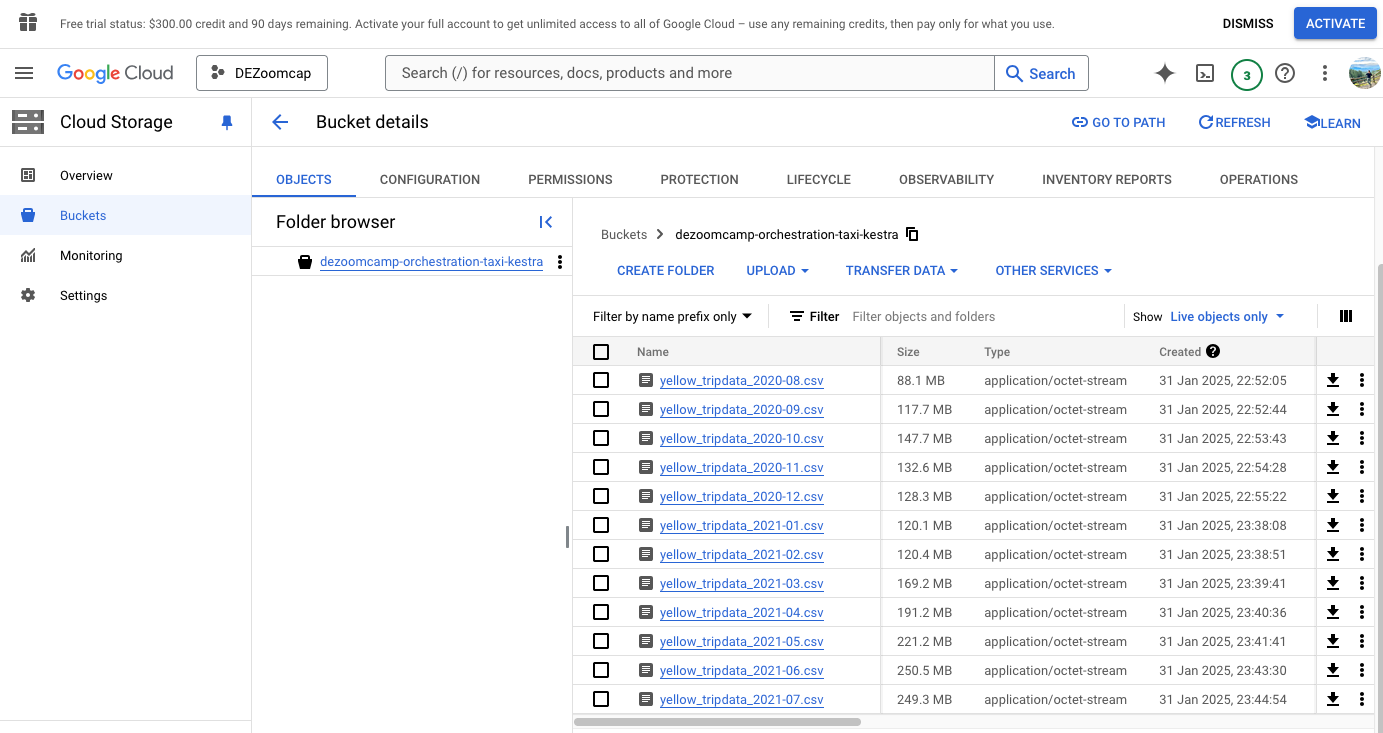 Free trial status: $300.00 credit and 90 days remaining. Activate your full account to get unlimited access to all of Google Cloud – use any remaining credits, then pay only for what you use.
DISMISS
ACTIVATE
Google Cloud
DEZoomcap
Search (/) for resources, docs, products and more
Search
3
Cloud Storage
Bucket details
GO TO PATH
REFRESH
LEARN
Overview
Buckets
Monitoring
Settings
OBJECTS CONFIGURATION PERMISSIONS PROTECTION LIFECYCLE OBSERVABILITY INVENTORY REPORTS OPERATIONS
Folder browser
dezoomcamp-orchestration-taxi-kestra
Buckets > dezoomcamp-orchestration-taxi-kestra
CREATE FOLDER UPLOAD TRANSFER DATA OTHER SERVICES
Filter by name prefix only Filter Filter objects and folders Show Live objects only
Name Size Type Created
yellow_tripdata_2020-08.csv 88.1 MB application/octet-stream 31 Jan 2025, 22:52:05
yellow_tripdata_2020-09.csv 117.7 MB application/octet-stream 31 Jan 2025, 22:52:44
yellow_tripdata_2020-10.csv 147.7 MB application/octet-stream 31 Jan 2025, 22:53:43
yellow_tripdata_2020-11.csv 132.6 MB application/octet-stream 31 Jan 2025, 22:54:28
yellow_tripdata_2020-12.csv 128.3 MB application/octet-stream 31 Jan 2025, 22:55:22
yellow_tripdata_2021-01.csv 120.1 MB application/octet-stream 31 Jan 2025, 23:38:08
yellow_tripdata_2021-02.csv 120.4 MB application/octet-stream 31 Jan 2025, 23:38:51
yellow_tripdata_2021-03.csv 169.2 MB application/octet-stream 31 Jan 2025, 23:39:41
yellow_tripdata_2021-04.csv 191.2 MB application/octet-stream 31 Jan 2025, 23:40:36
yellow_tripdata_2021-05.csv 221.2 MB application/octet-stream 31 Jan 2025, 23:41:41
yellow_tripdata_2021-06.csv 250.5 MB application/octet-stream 31 Jan 2025, 23:43:30
yellow_tripdata_2021-07.csv 249.3 MB application/octet-stream 31 Jan 2025, 23:44:54